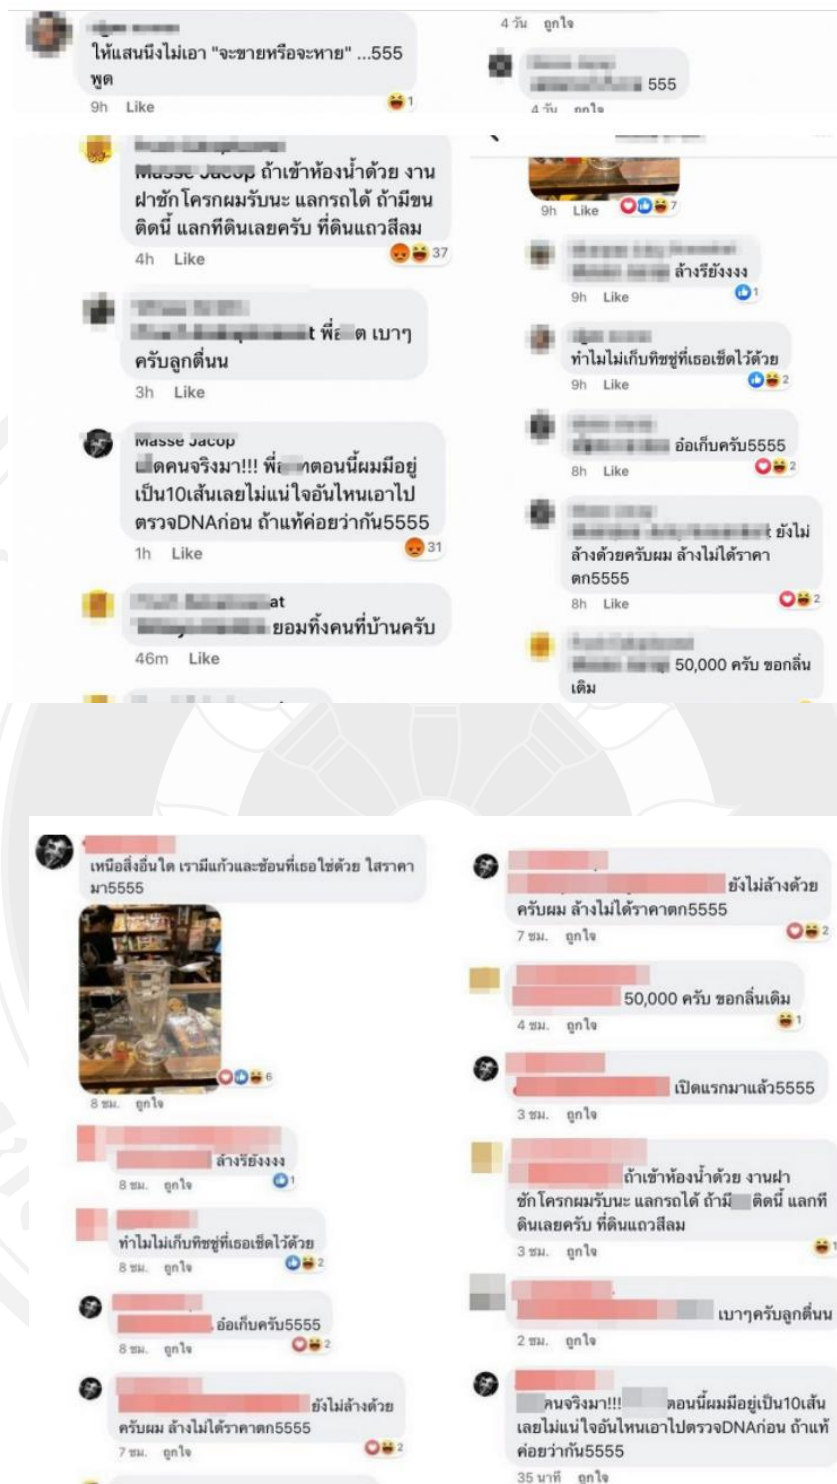 ให้แสนนึงไม่เอา "จะขายหรือจะหาย" ...555
พูด
9h Like
1
4 วัน ถูกใจ
555
4 วัน ถูกใจ
Masse Jacop ถ้าเข้าห้องน้ำด้วย งาน
ฝาชักโครกผมรับนะ แลกรถได้ ถ้ามีขน
ติดนี้ แลกทีดินเลยครับ ที่ดินแถวสีลม
4h Like
37
t พี่ ต เบาๆ
ครับลูกตื่นน
3h Like
Masse Jacop
ดคนจริงมา!!! พี่ ทตอนนี้ผมมีอยู่
เป็น10เส้นเลยไม่แน่ใจอันไหนเอาไป
ตรวจDNAก่อน ถ้าแท้ค่อยว่ากัน5555
1h Like
31
at
ยอมทิ้งคนที่บ้านครับ
46m Like
9h Like
7
ล้างรึยังงงง
9h Like
1
ทำไมไม่เก็บทิชชู่ที่เธอเช็ดไว้ด้วย
9h Like
2
อ๋อเก็บครับ5555
8h Like
2
t ยังไม่
ล้างด้วยครับผม ล้างไม่ได้ราคา
ตก5555
8h Like
2
50,000 ครับ ขอกลิ่น
เดิม
เหนือสิ่งอื่นใด เรามีแก้วและช้อนที่เธอใช่ด้วย ใสราคา
มา5555
6
8 ชม. ถูกใจ
ล้างรึยังงงง
8 ชม. ถูกใจ
1
ทำไมไม่เก็บทิชชู่ที่เธอเช็ดไว้ด้วย
8 ชม. ถูกใจ
2
อ๋อเก็บครับ5555
8 ชม. ถูกใจ
2
ยังไม่ล้างด้วย
ครับผม ล้างไม่ได้ราคาตก5555
7 ชม. ถูกใจ
2
ยังไม่ล้างด้วย
ครับผม ล้างไม่ได้ราคาตก5555
7 ชม. ถูกใจ
2
50,000 ครับ ขอกลิ่นเดิม
4 ชม. ถูกใจ
1
เปิดแรกมาแล้ว5555
3 ชม. ถูกใจ
ถ้าเข้าห้องน้ำด้วย งานฝา
ชักโครกผมรับนะ แลกรถได้ ถ้ามี ติดนี้ แลกที
ดินเลยครับ ที่ดินแถวสีลม
3 ชม. ถูกใจ
1
เบาๆครับลูกตื่นน
2 ชม. ถูกใจ
คนจริงมา!!! ตอนนี้ผมมีอยู่เป็น10เส้น
เลยไม่แน่ใจอันไหนเอาไปตรวจDNAก่อน ถ้าแท้
ค่อยว่ากัน5555
35 นาที ถูกใจ